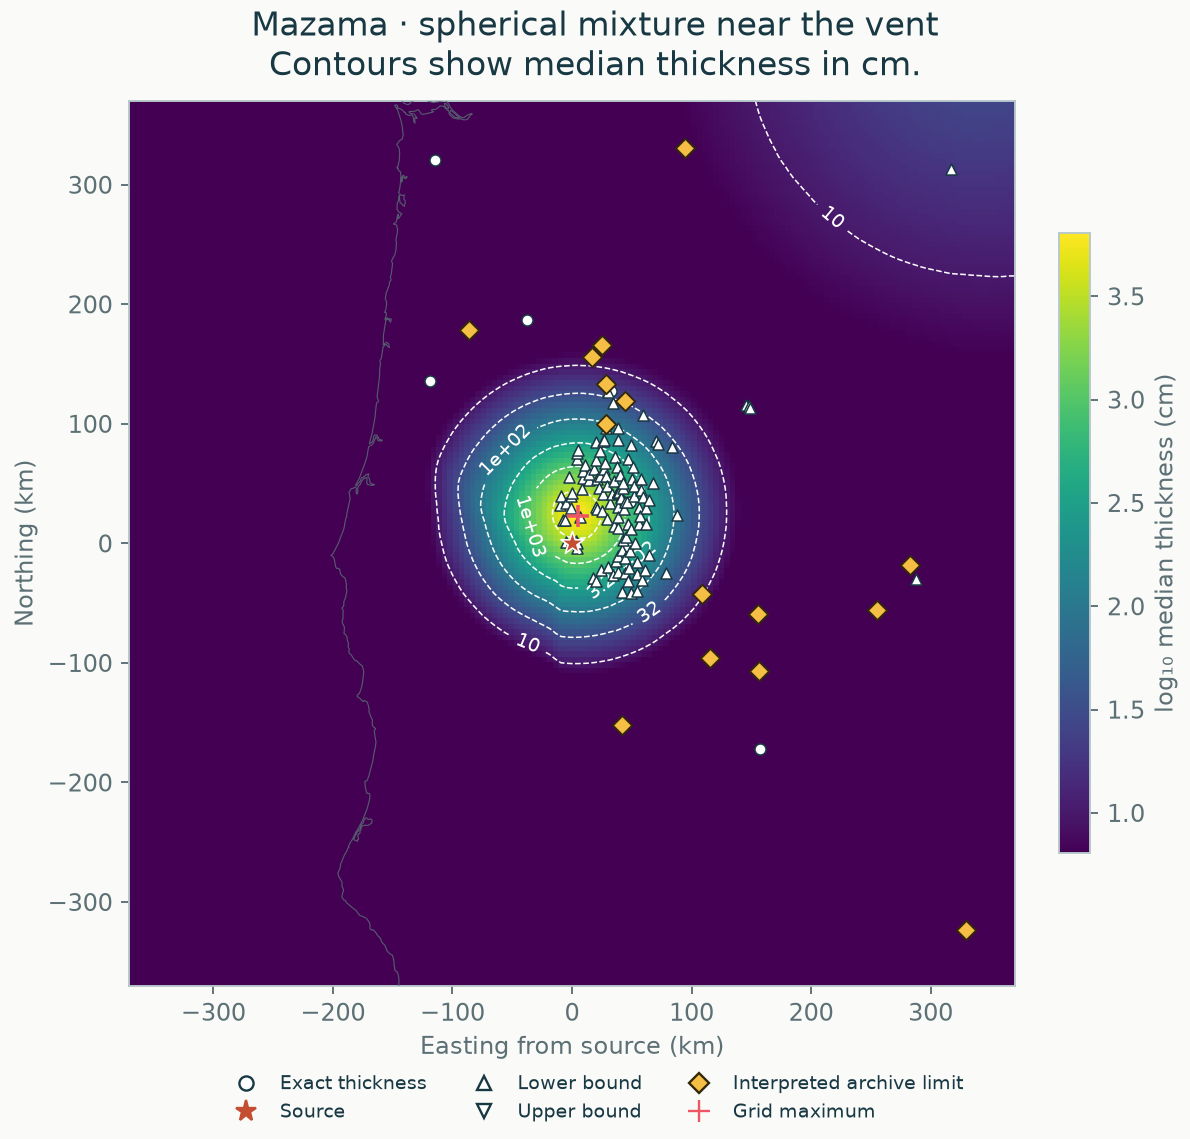 Mazama · spherical mixture near the vent
Contours show median thickness in cm.
Northing (km)
300
200
100
0
−100
−200
−300
10
1e+02
1e+03
32
10
−300
−200
−100
0
100
200
300
Easting from source (km)
3.5
3.0
2.5
2.0
1.5
1.0
log₁₀ median thickness (cm)
Exact thickness
Lower bound
Interpreted archive limit
Source
Upper bound
Grid maximum